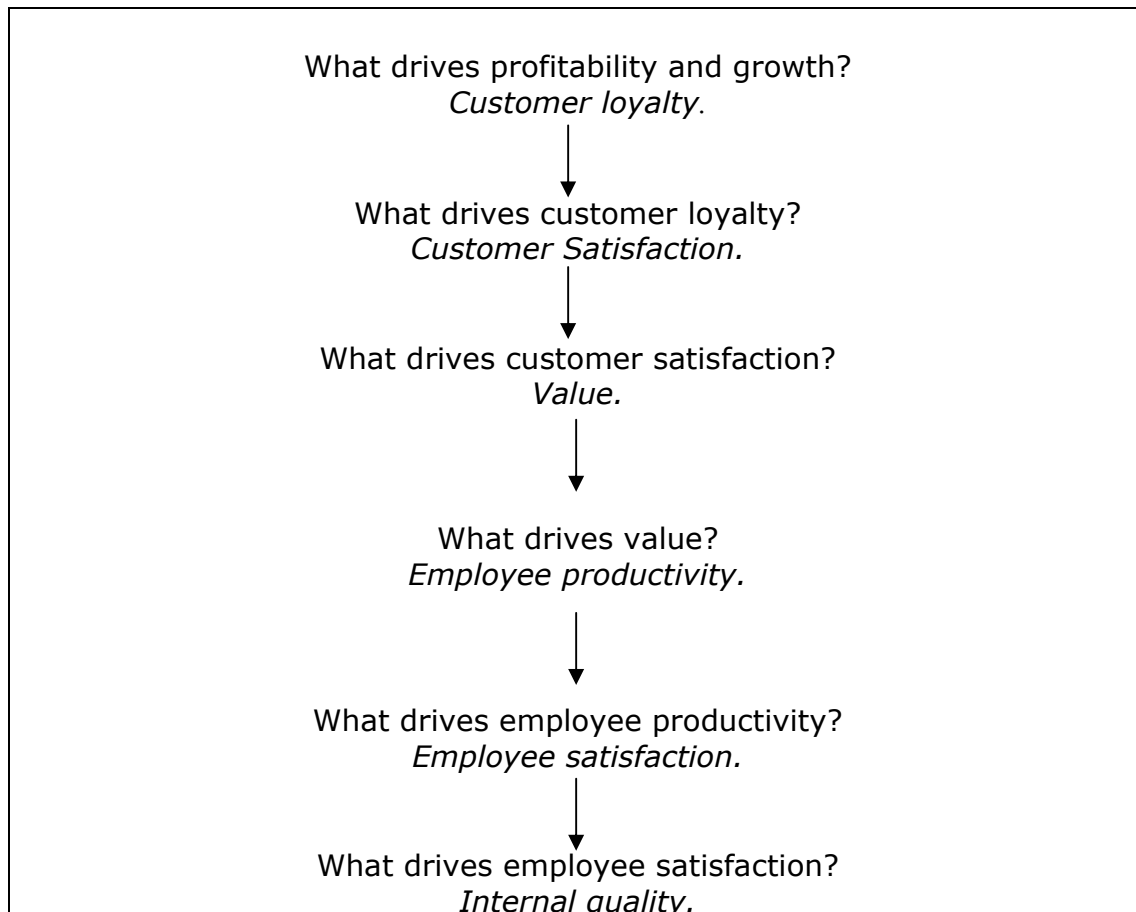 What drives profitability and growth?
Customer loyalty.
What drives customer loyalty?
Customer Satisfaction.
What drives customer satisfaction?
Value.
What drives value?
Employee productivity.
What drives employee productivity?
Employee satisfaction.
What drives employee satisfaction?
Internal quality.